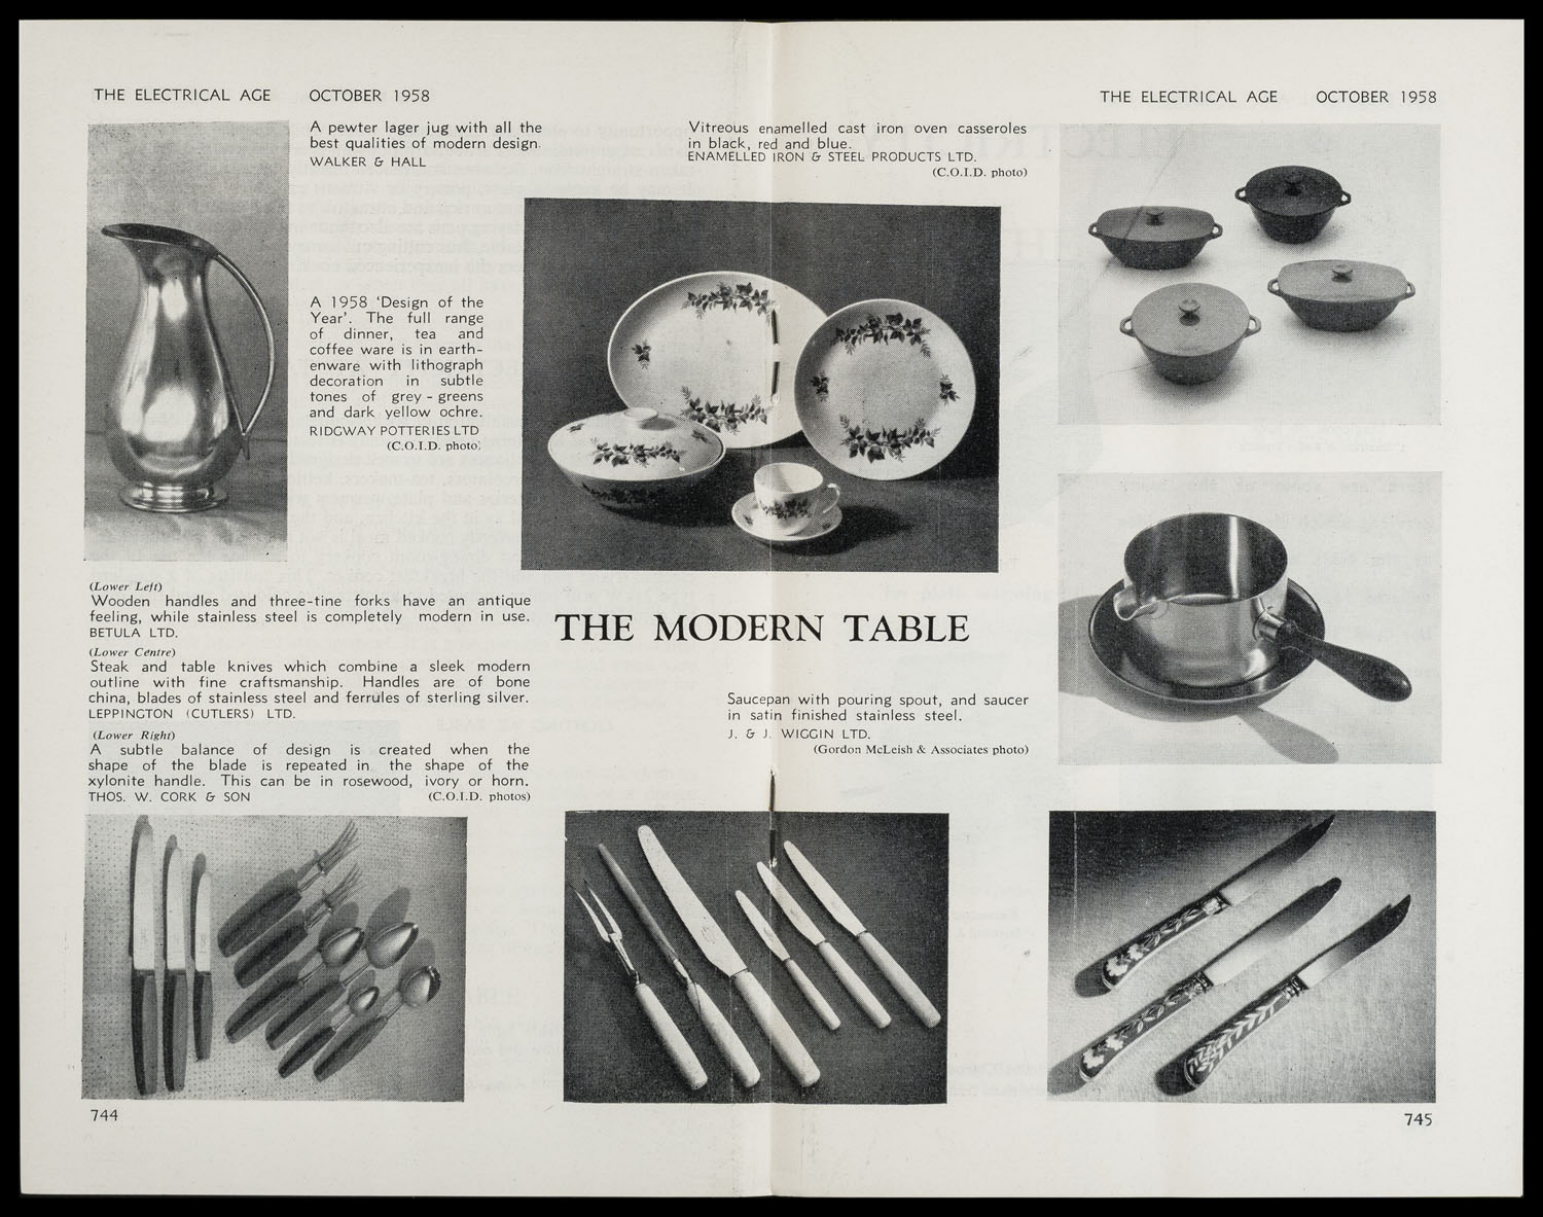 THE ELECTRICAL AGE OCTOBER 1958
A pewter lager jug with all the
best qualities of modern design.
WALKER & HALL
A 1958 'Design of the
Year'. The full range
of dinner, tea and
coffee ware is in earth-
enware with lithograph
decoration in subtle
tones of grey-greens
and dark yellow ochre.
RIDGWAY POTTERIES LTD
(C.O.I.D. photo)
(Lower Left)
Wooden handles and three-tine forks have an antique
feeling, while stainless steel is completely modern in use.
BETULA LTD.
(Lower Centre)
Steak and table knives which combine a sleek modern
outline with fine craftsmanship. Handles are of bone
china, blades of stainless steel and ferrules of sterling silver.
LEPPINGTON (CUTLERS) LTD.
(Lower Right)
A subtle balance of design is created when the
shape of the blade is repeated in the shape of the
xylonite handle. This can be in rosewood, ivory or horn.
THOS. W. CORK & SON (C.O.I.D. photos)
744
THE MODERN TABLE
THE ELECTRICAL AGE OCTOBER 1958
Vitreous enamelled cast iron oven casseroles
in black, red and blue.
ENAMELLED IRON & STEEL PRODUCTS LTD.
(C.O.I.D. photo)
Saucepan with pouring spout, and saucer
in satin finished stainless steel.
J. & J. WIGGIN LTD.
(Gordon McLeish & Associates photo)
745